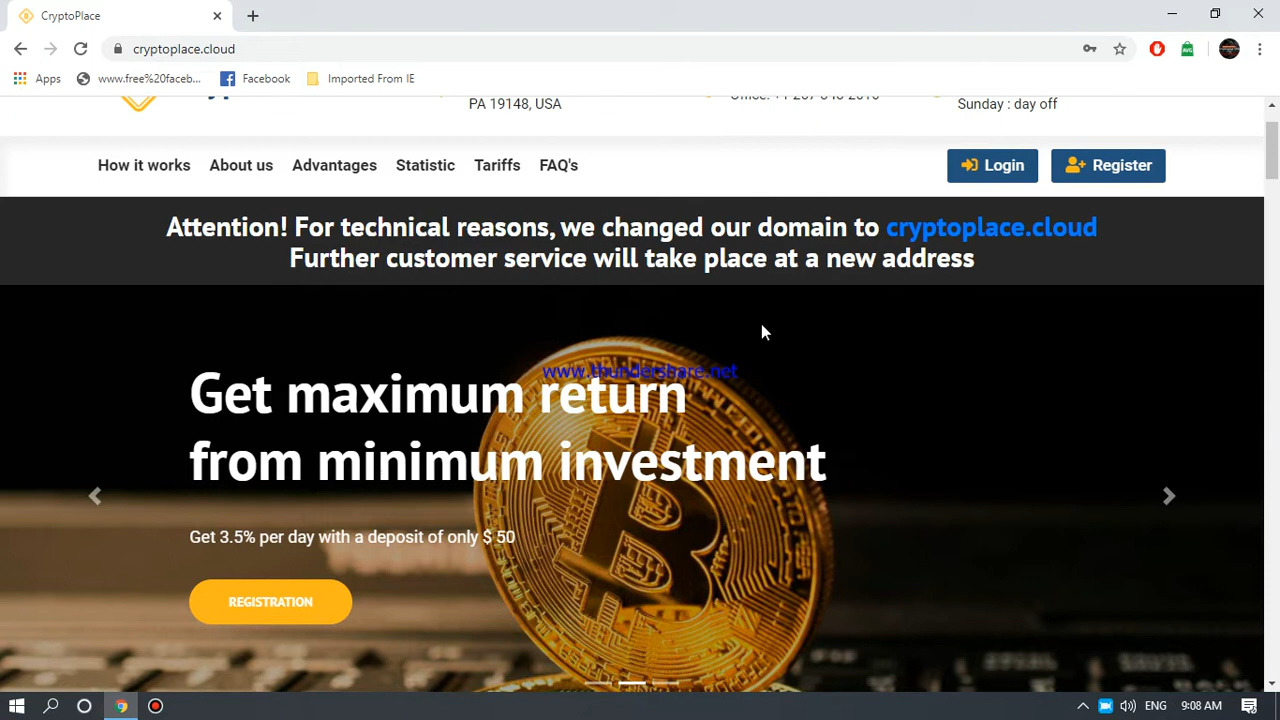 CryptoPlace
cryptoplace.cloud
Apps
www.free%20faceb...
Facebook
Imported From IE
PA 19148, USA
Sunday : day off
How it works
About us
Advantages
Statistic
Tariffs
FAQ's
Login
Register
Attention! For technical reasons, we changed our domain to cryptoplace.cloud
Further customer service will take place at a new address
www.thundershare.net
Get maximum return
from minimum investment
Get 3.5% per day with a deposit of only $ 50
REGISTRATION
ENG
9:08 AM